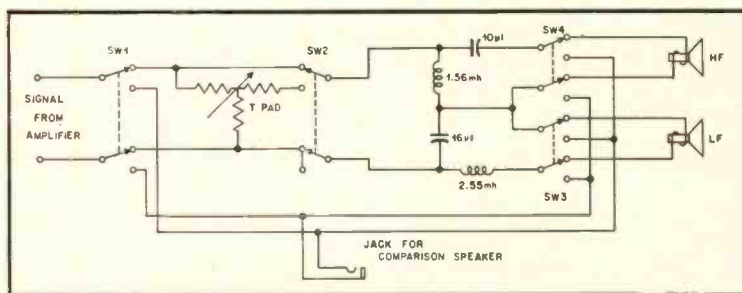 SW1
SW2
SW4
SIGNAL
FROM
AMPLIFIER
T PAD
10µf
1.56mh
16µf
2.55mh
HF
LF
SW3
JACK FOR
COMPARISON SPEAKER